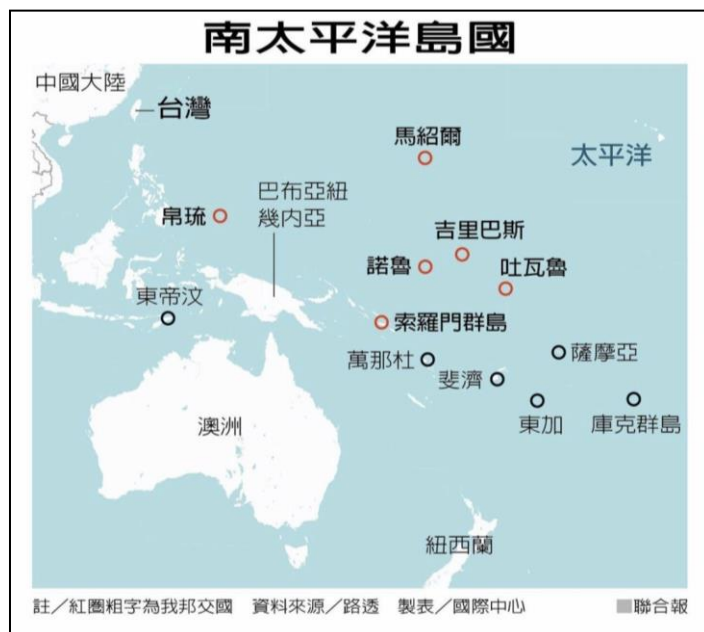 南太平洋島國
中國大陸
台灣
馬紹爾
太平洋
巴布亞紐
幾內亞
帛琉
吉里巴斯
諾魯
吐瓦魯
東帝汶
索羅門群島
萬那杜
薩摩亞
斐濟
澳洲
東加
庫克群島
紐西蘭
註／紅圈粗字為我邦交國 資料來源／路透 製表／國際中心 ■聯合報